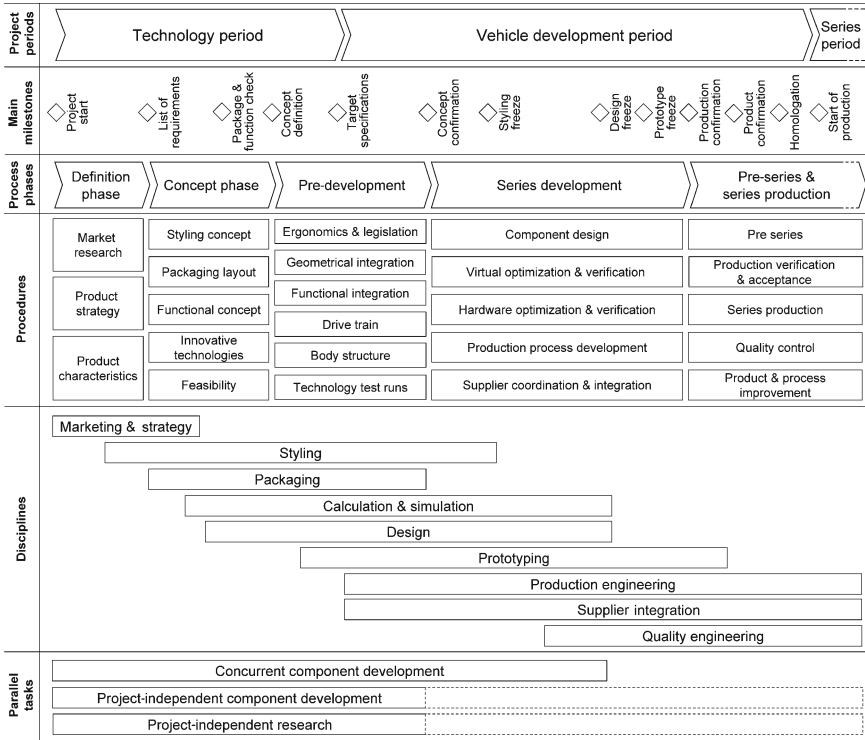 Project
periods
Technology period
Vehicle development period
Series
period
Main
milestones
Project
start
List of
requirements
Package &
function check
Concept
definition
Target
specifications
Concept
confirmation
Styling
freeze
Design
freeze
Prototype
freeze
Production
confirmation
Product
confirmation
Homologation
Start of
production
Process
phases
Definition
phase
Concept phase
Pre-development
Series development
Pre-series &
series production
Procedures
Market
research
Product
strategy
Product
characteristics
Styling concept
Packaging layout
Functional concept
Innovative
technologies
Feasibility
Ergonomics & legislation
Geometrical integration
Functional integration
Drive train
Body structure
Technology test runs
Component design
Virtual optimization & verification
Hardware optimization & verification
Production process development
Supplier coordination & integration
Pre series
Production verification
& acceptance
Series production
Quality control
Product & process
improvement
Disciplines
Marketing & strategy
Styling
Packaging
Calculation & simulation
Design
Prototyping
Production engineering
Supplier integration
Quality engineering
Parallel
tasks
Concurrent component development
Project-independent component development
Project-independent research